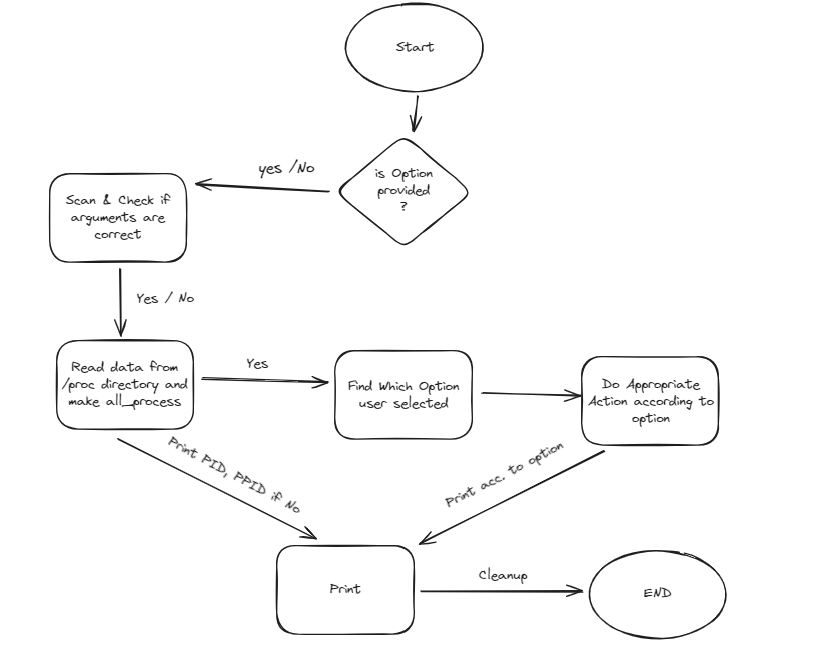 Start
is Option
provided
?
yes /No
Scan & Check if
arguments are
correct
Yes / No
Read data from
/proc directory and
make all_process
Yes
Find Which Option
user selected
Do Appropriate
Action according to
option
Print PID, PPID if No
Print acc. to option
Print
Cleanup
END